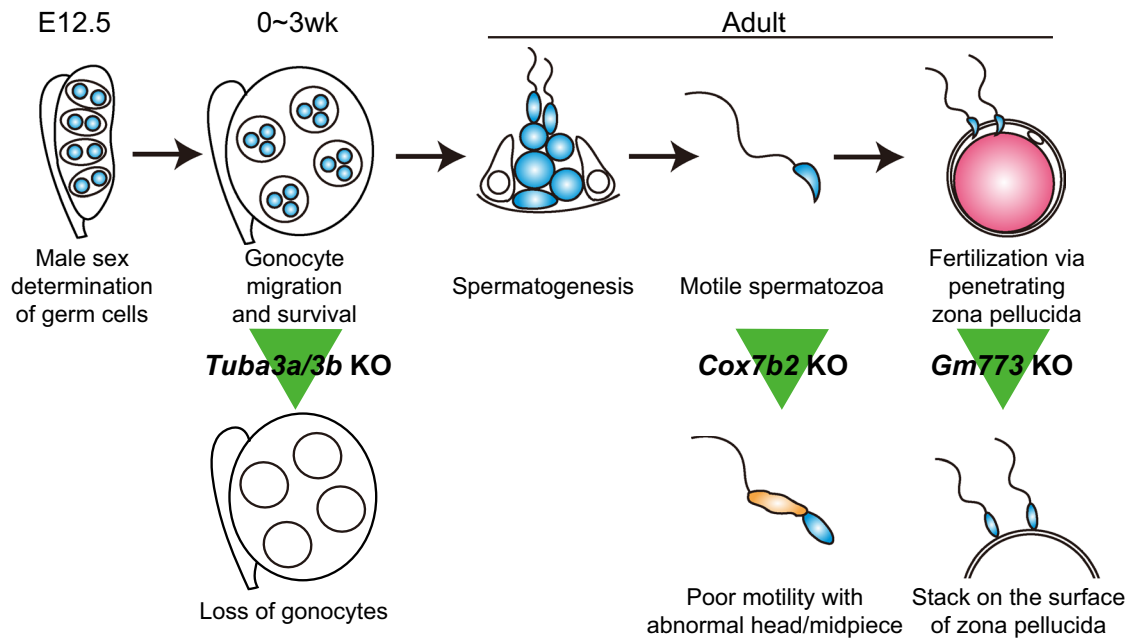 E12.5
0~3wk
Adult
Male sex
determination
of germ cells
Gonocyte
migration
and survival
Spermatogenesis
Motile spermatozoa
Fertilization via
penetrating
zona pellucida
Tuba3a/3b KO
Cox7b2 KO
Gm773 KO
Loss of gonocytes
Poor motility with
abnormal head/midpiece
Stack on the surface
of zona pellucida